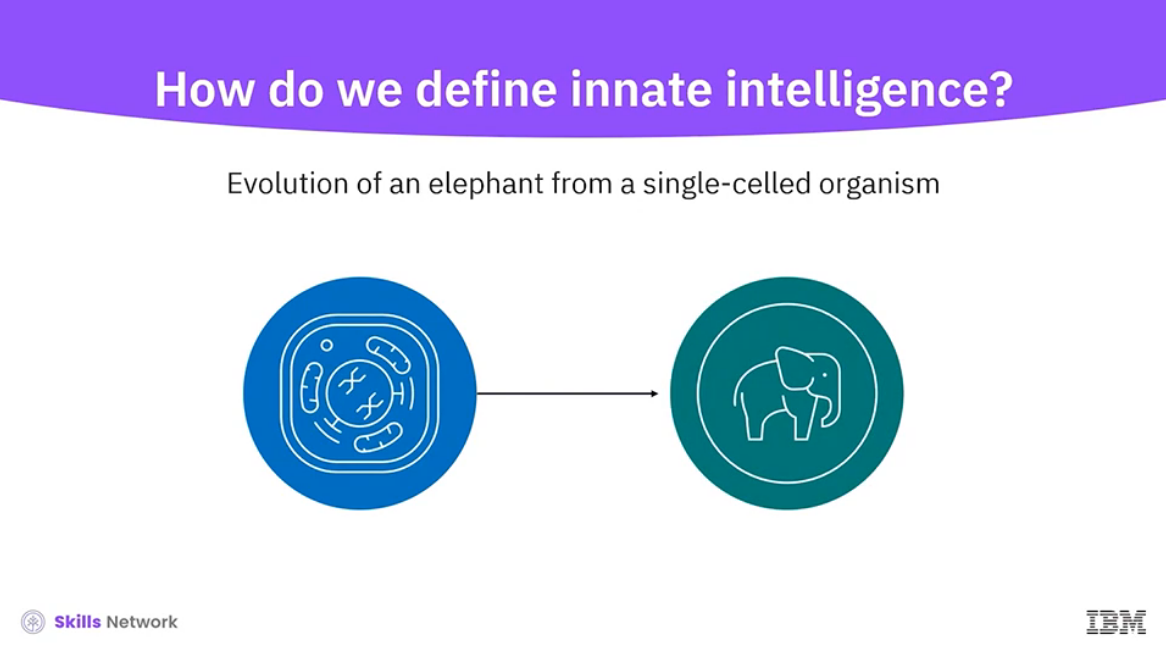 How do we define innate intelligence?
Evolution of an elephant from a single-celled organism
Skills Network
IBM